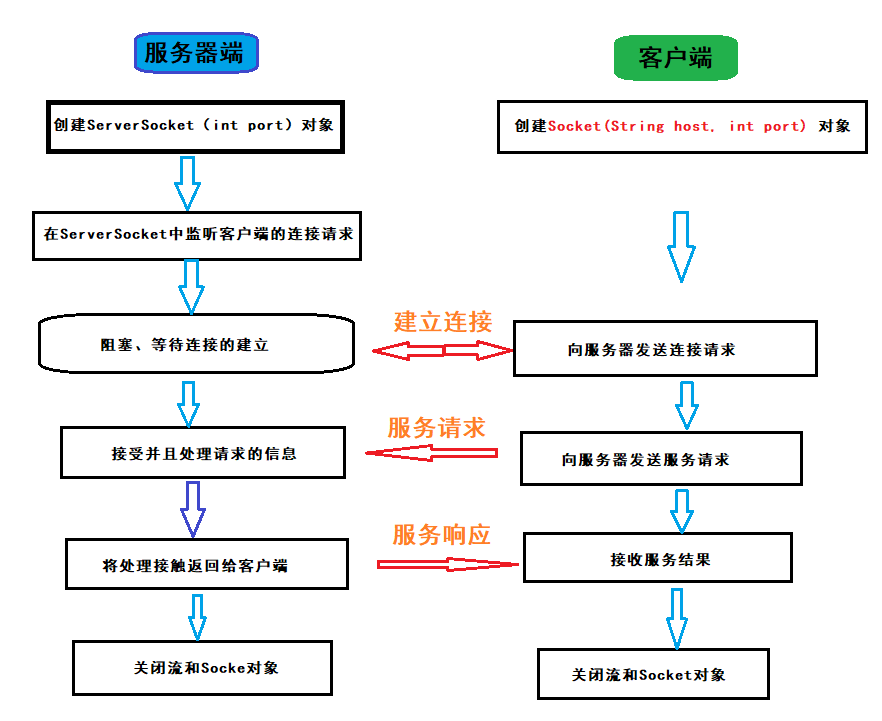 服务器端
客户端
创建ServerSocket（int port）对象
创建Socket(String host, int port) 对象
在ServerSocket中监听客户端的连接请求
建立连接
阻塞、等待连接的建立
向服务器发送连接请求
服务请求
接受并且处理请求的信息
向服务器发送服务请求
服务响应
将处理接触返回给客户端
接收服务结果
关闭流和Socke对象
关闭流和Socket对象